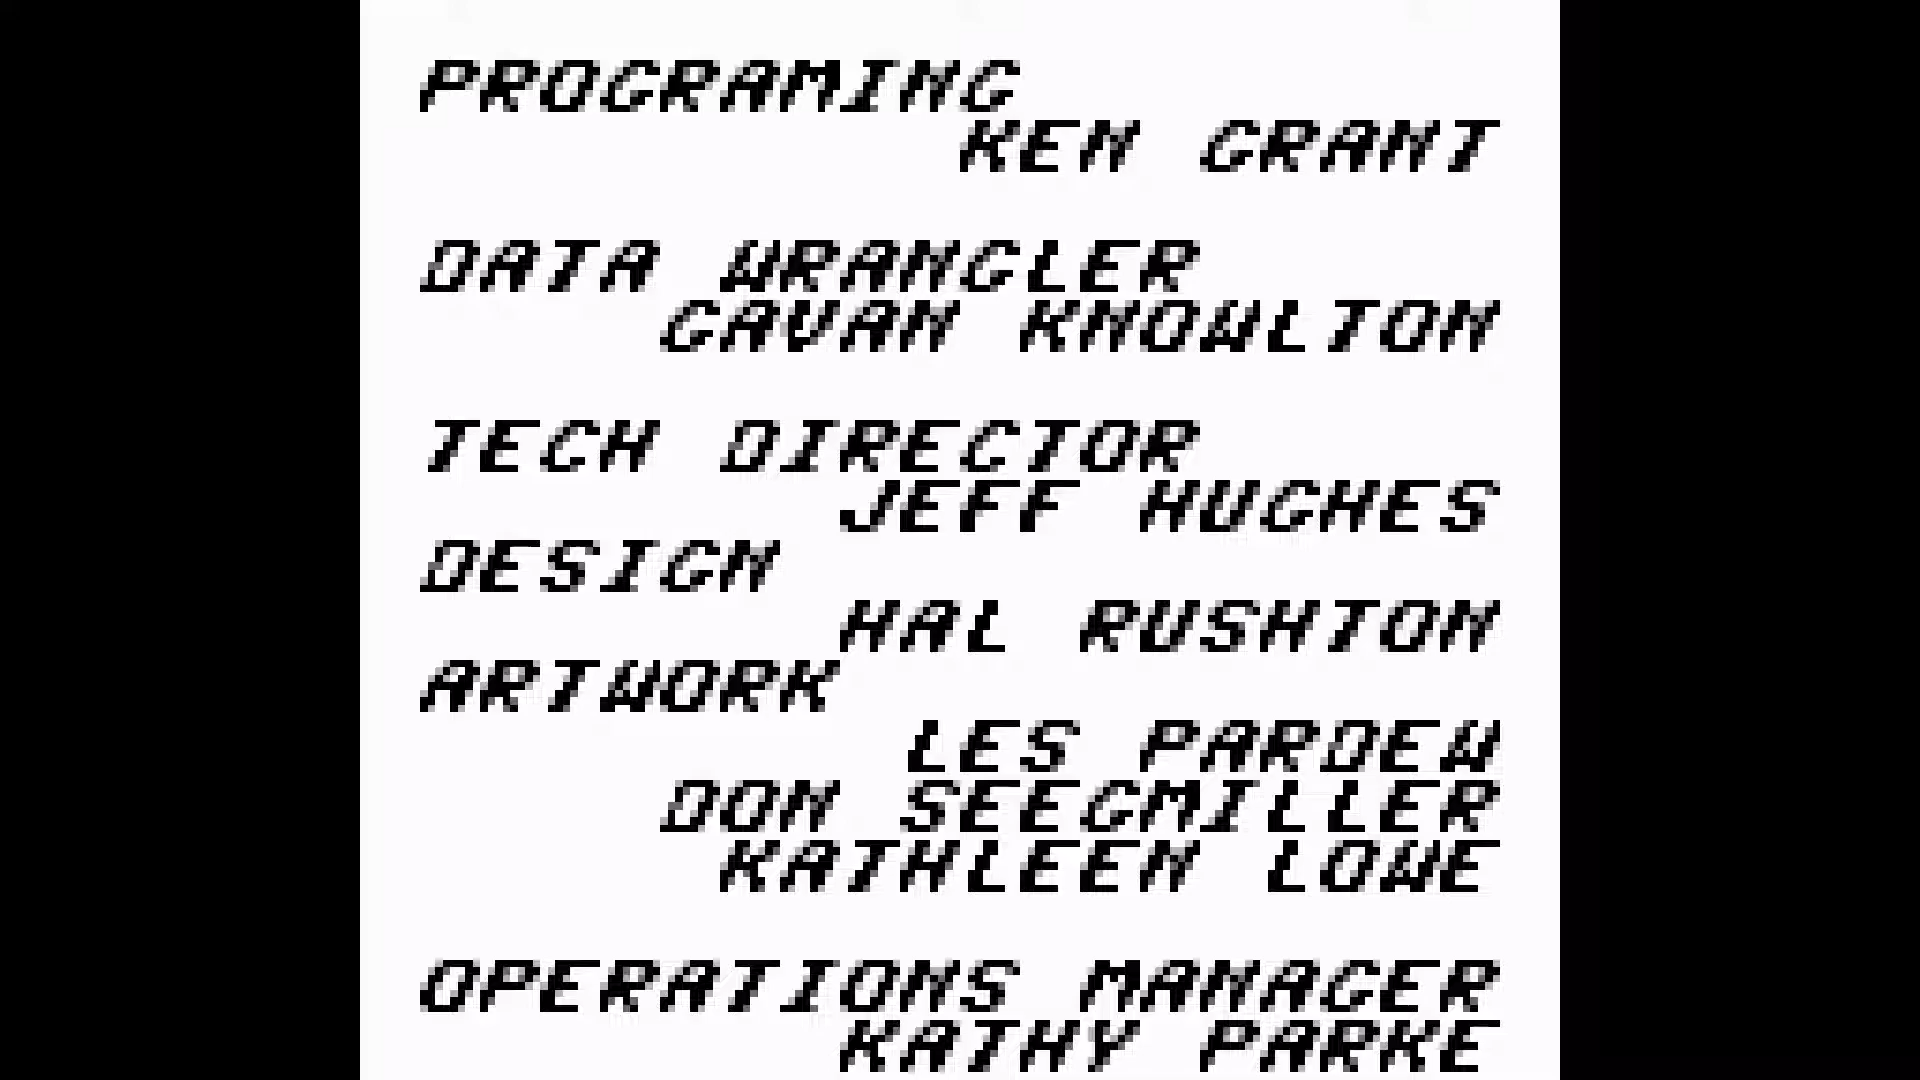 PROGRAMING
KEN GRANT
DATA WRANGLER
CAVAN KNOWLTON
TECH DIRECTOR
JEFF HUGHES
DESIGN
HAL RUSHTON
ARTWORK
LES PARDEW
DON SEEGMILLER
KATHLEEN LOWE
OPERATIONS MANAGER
KATHY PARKE